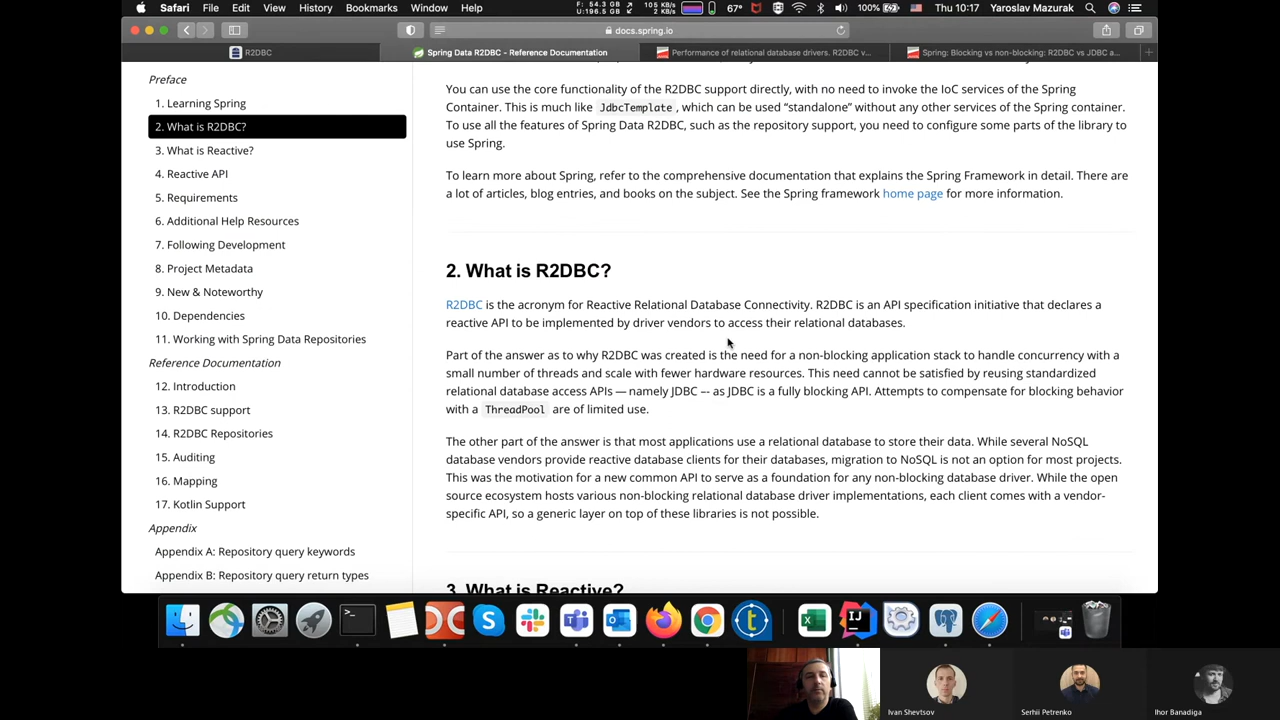 Safari File Edit View History Bookmarks Window Help
F: 54.3 GB
U:196.5 GB
105 KB/s
2 KB/s
67° 100% Thu 10:17 Yaroslav Mazurak
docs.spring.io
R2DBC
Spring Data R2DBC - Reference Documentation
Performance of relational database drivers. R2DBC v...
Spring: Blocking vs non-blocking: R2DBC vs JDBC a...
Preface
1. Learning Spring
2. What is R2DBC?
3. What is Reactive?
4. Reactive API
5. Requirements
6. Additional Help Resources
7. Following Development
8. Project Metadata
9. New & Noteworthy
10. Dependencies
11. Working with Spring Data Repositories
Reference Documentation
12. Introduction
13. R2DBC support
14. R2DBC Repositories
15. Auditing
16. Mapping
17. Kotlin Support
Appendix
Appendix A: Repository query keywords
Appendix B: Repository query return types
You can use the core functionality of the R2DBC support directly, with no need to invoke the IoC services of the Spring
Container. This is much like JdbcTemplate, which can be used “standalone” without any other services of the Spring container.
To use all the features of Spring Data R2DBC, such as the repository support, you need to configure some parts of the library to
use Spring.
To learn more about Spring, refer to the comprehensive documentation that explains the Spring Framework in detail. There are
a lot of articles, blog entries, and books on the subject. See the Spring framework home page for more information.
2. What is R2DBC?
R2DBC is the acronym for Reactive Relational Database Connectivity. R2DBC is an API specification initiative that declares a
reactive API to be implemented by driver vendors to access their relational databases.
Part of the answer as to why R2DBC was created is the need for a non-blocking application stack to handle concurrency with a
small number of threads and scale with fewer hardware resources. This need cannot be satisfied by reusing standardized
relational database access APIs — namely JDBC –- as JDBC is a fully blocking API. Attempts to compensate for blocking behavior
with a ThreadPool are of limited use.
The other part of the answer is that most applications use a relational database to store their data. While several NoSQL
database vendors provide reactive database clients for their databases, migration to NoSQL is not an option for most projects.
This was the motivation for a new common API to serve as a foundation for any non-blocking database driver. While the open
source ecosystem hosts various non-blocking relational database driver implementations, each client comes with a vendor-
specific API, so a generic layer on top of these libraries is not possible.
3. What is Reactive?
Ivan Shevtsov
Serhii Petrenko
Ihor Banadiga